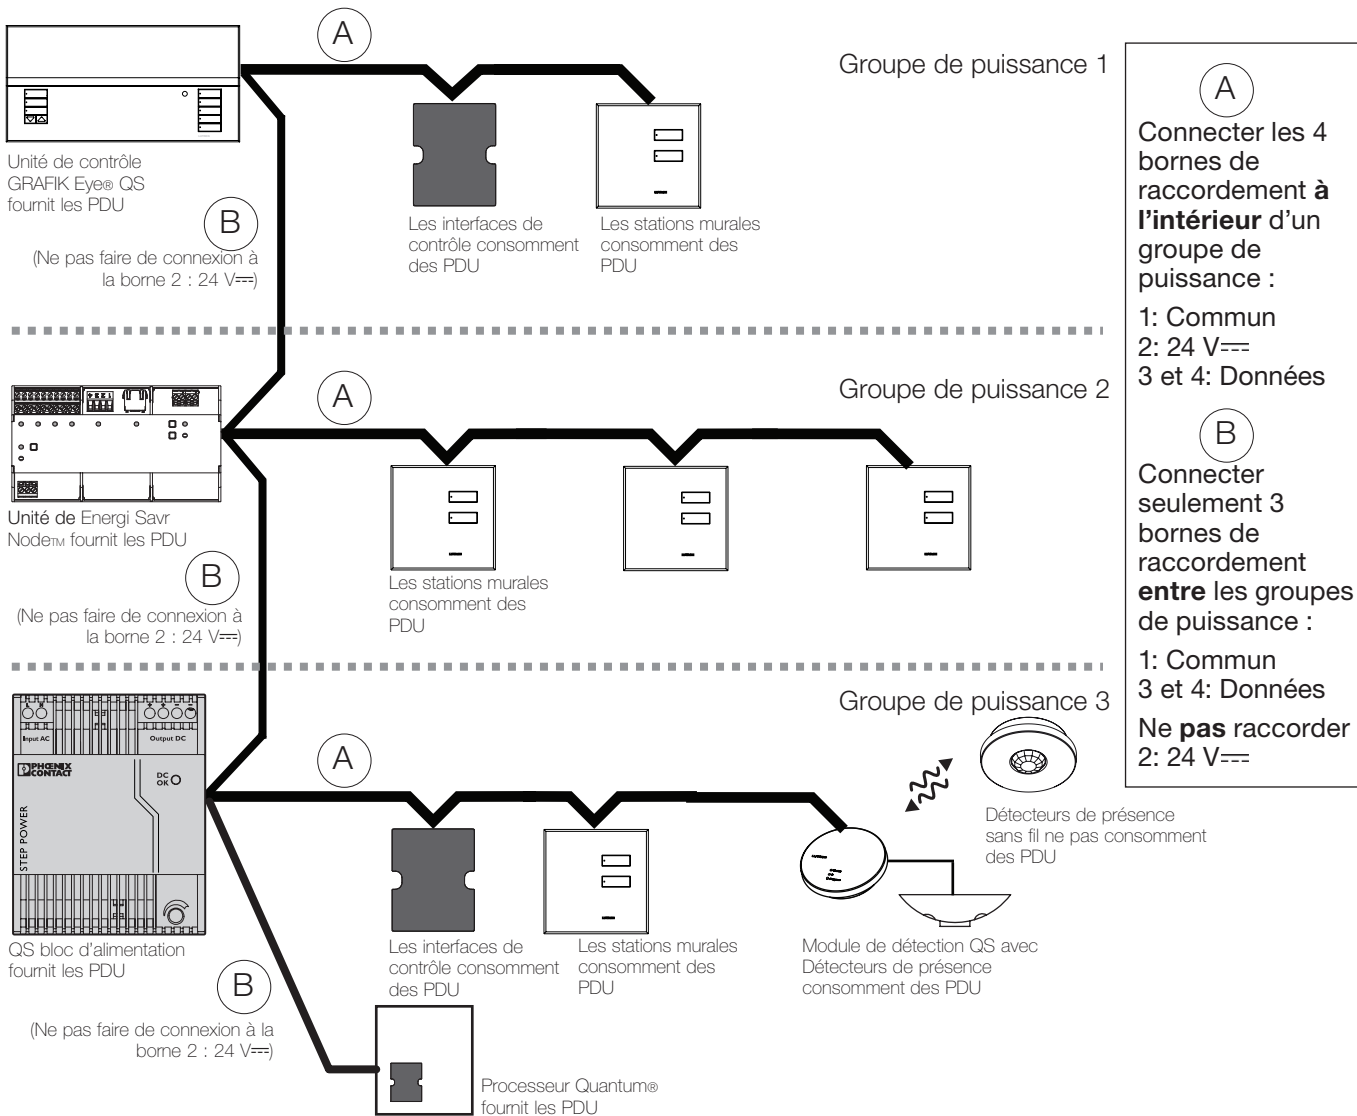 A
Groupe de puissance 1
Unité de contrôle
GRAFIK Eye® QS
fournit les PDU
B
(Ne pas faire de connexion à
la borne 2 : 24 V⎓)
Les interfaces de
contrôle consomment
des PDU
Les stations murales
consomment des
PDU
A
Groupe de puissance 2
Unité de Energi Savr
Node™ fournit les PDU
B
(Ne pas faire de connexion à
la borne 2 : 24 V⎓)
Les stations murales
consomment des
PDU
Groupe de puissance 3
Input AC
Output DC
PHŒNIX
CONTACT
DC
OK
STEP POWER
QS bloc d'alimentation
fournit les PDU
A
B
(Ne pas faire de connexion à la
borne 2 : 24 V⎓)
Les interfaces de
contrôle consomment
des PDU
Les stations murales
consomment des
PDU
Détecteurs de présence
sans fil ne pas consomment
des PDU
Module de détection QS avec
Détecteurs de présence
consomment des PDU
Processeur Quantum®
fournit les PDU
A
Connecter les 4
bornes de
raccordement à
l'intérieur d'un
groupe de
puissance :
1: Commun
2: 24 V⎓
3 et 4: Données
B
Connecter
seulement 3
bornes de
raccordement
entre les groupes
de puissance :
1: Commun
3 et 4: Données
Ne pas raccorder
2: 24 V⎓